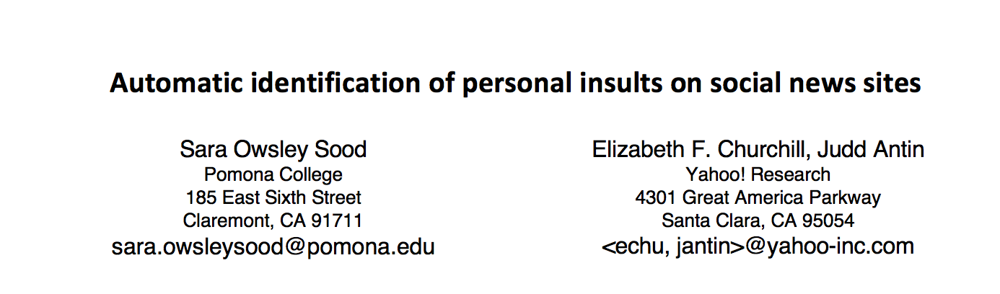 Automatic identification of personal insults on social news sites
Sara Owsley Sood
Pomona College
185 East Sixth Street
Claremont, CA 91711
sara.owsleysood@pomona.edu
Elizabeth F. Churchill, Judd Antin
Yahoo! Research
4301 Great America Parkway
Santa Clara, CA 95054
<echu, jantin>@yahoo-inc.com